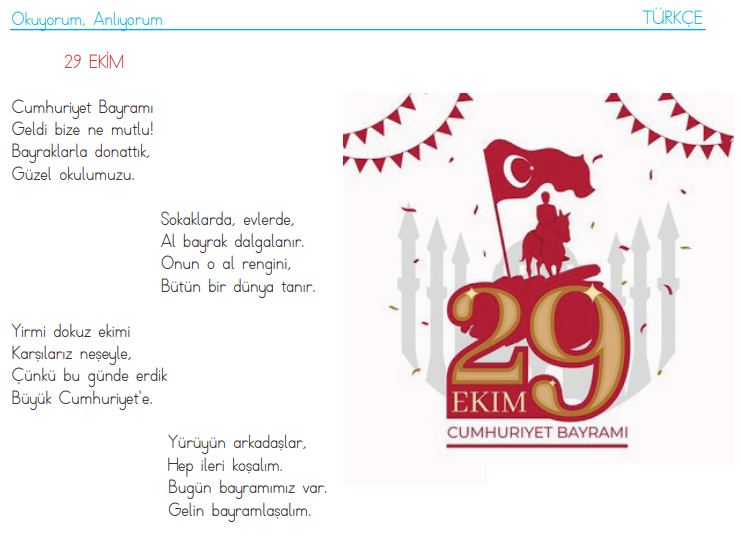 Okuyorum, Anlıyorum
TÜRKÇE
29 EKİM
Cumhuriyet Bayramı
Geldi bize ne mutlu!
Bayraklarla donattık,
Güzel okulumuzu.
Sokaklarda, evlerde,
Al bayrak dalgalanır.
Onun o al rengini,
Bütün bir dünya tanır.
Yirmi dokuz ekimi
Karşılarız neşeyle,
Çünkü bu günde erdik
Büyük Cumhuriyet'e.
Yürüyün arkadaşlar,
Hep ileri koşalım.
Bugün bayramımız var.
Gelin bayramlaşalım.
29
EKIM
CUMHURIYET BAYRAMI